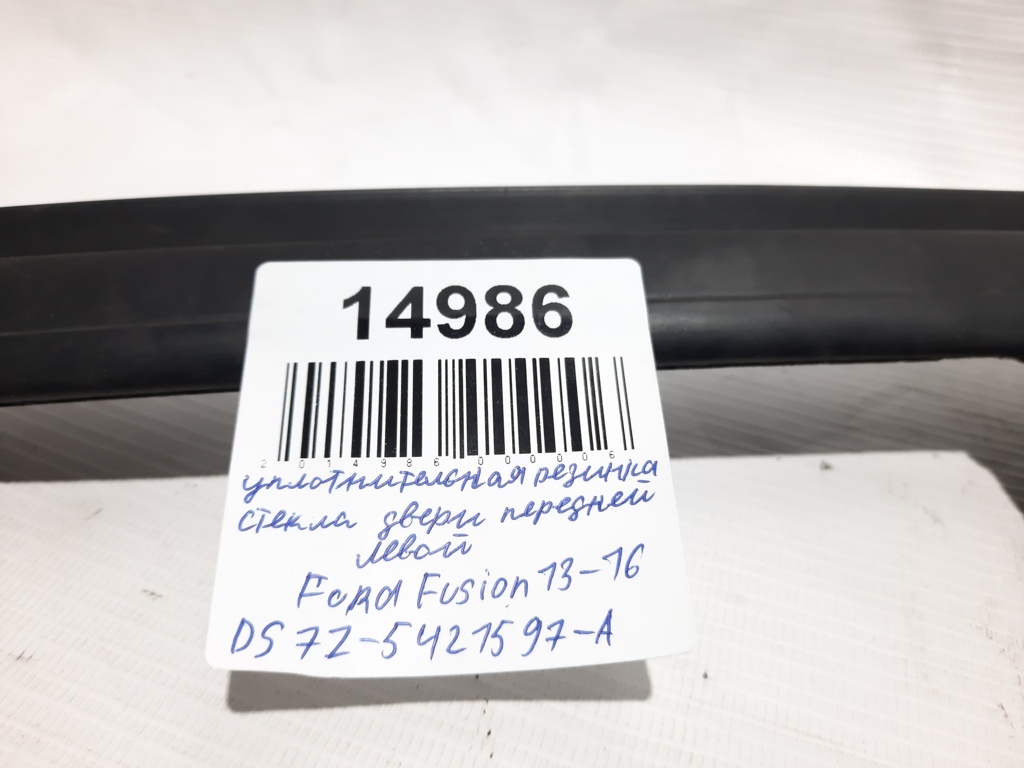 14986
2014986000006
уплотнительная резинка
стекла двери передней
левой
Ford Fusion 13-16
DS7Z-5421597-A